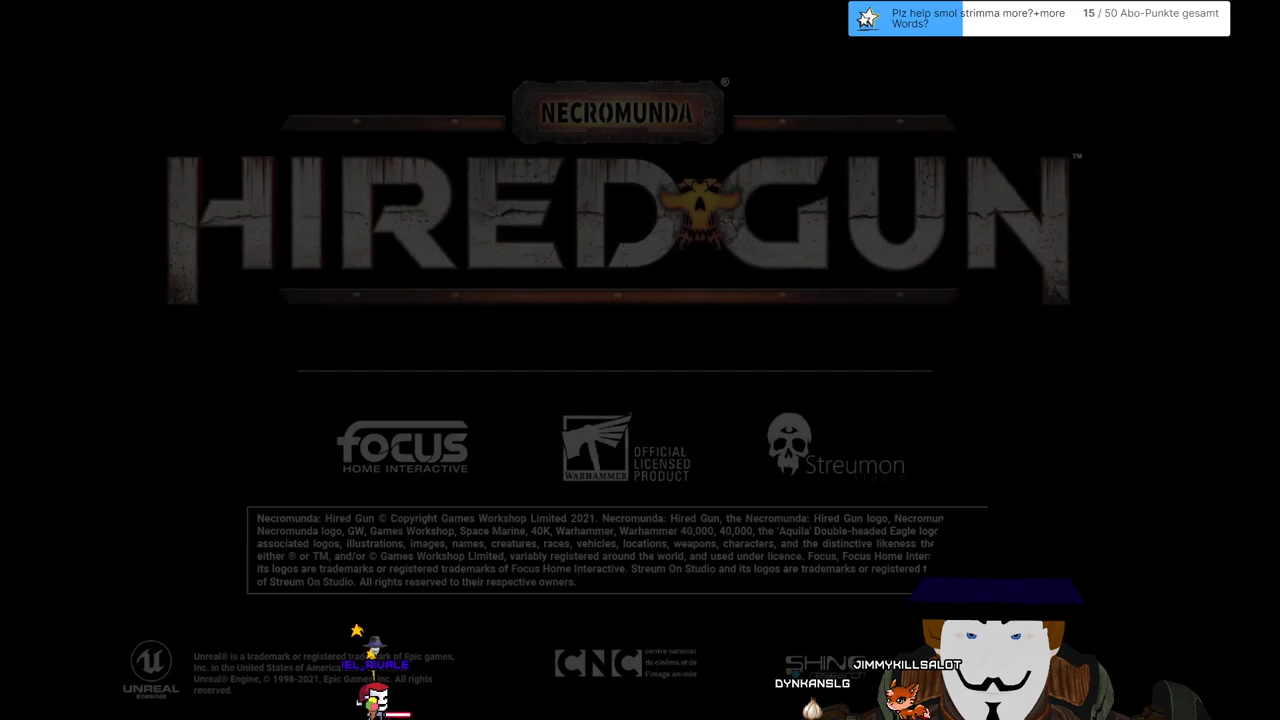 Plz help smol strimma more?+more
Words?
15 / 50 Abo-Punkte gesamt
NECROMUNDA ®
HIRED GUN ™
focus
HOME INTERACTIVE
WARHAMMER
OFFICIAL
LICENSED
PRODUCT
Streumon
Studio
Necromunda: Hired Gun © Copyright Games Workshop Limited 2021. Necromunda: Hired Gun, the Necromunda: Hired Gun logo,
Necromunda logo, GW, Games Workshop, Space Marine, 40K, Warhammer, Warhammer 40,000, 40,000, the 'Aquila' Double-headed Eagle
associated logos, illustrations, images, names, creatures, races, vehicles, locations, weapons, characters, and the distinctive likeness
either ® or TM, and/or © Games Workshop Limited, variably registered around the world, and used under licence. Focus, Focus Home
its logos are trademarks or registered trademarks of Focus Home Interactive. Streum On Studio and its logos are trademarks or registered
of Streum On Studio. All rights reserved to their respective owners.
UNREAL
ENGINE
Unreal® is a trademark or registered trademark of Epic games,
Inc. in the United States of America
Unreal® Engine, © 1998-2021, Epic Games, Inc. All rights
reserved.
CNC
centre national
du cinéma et de
l'image animée
JIMMYKILLSALOT
DYNKANSLG